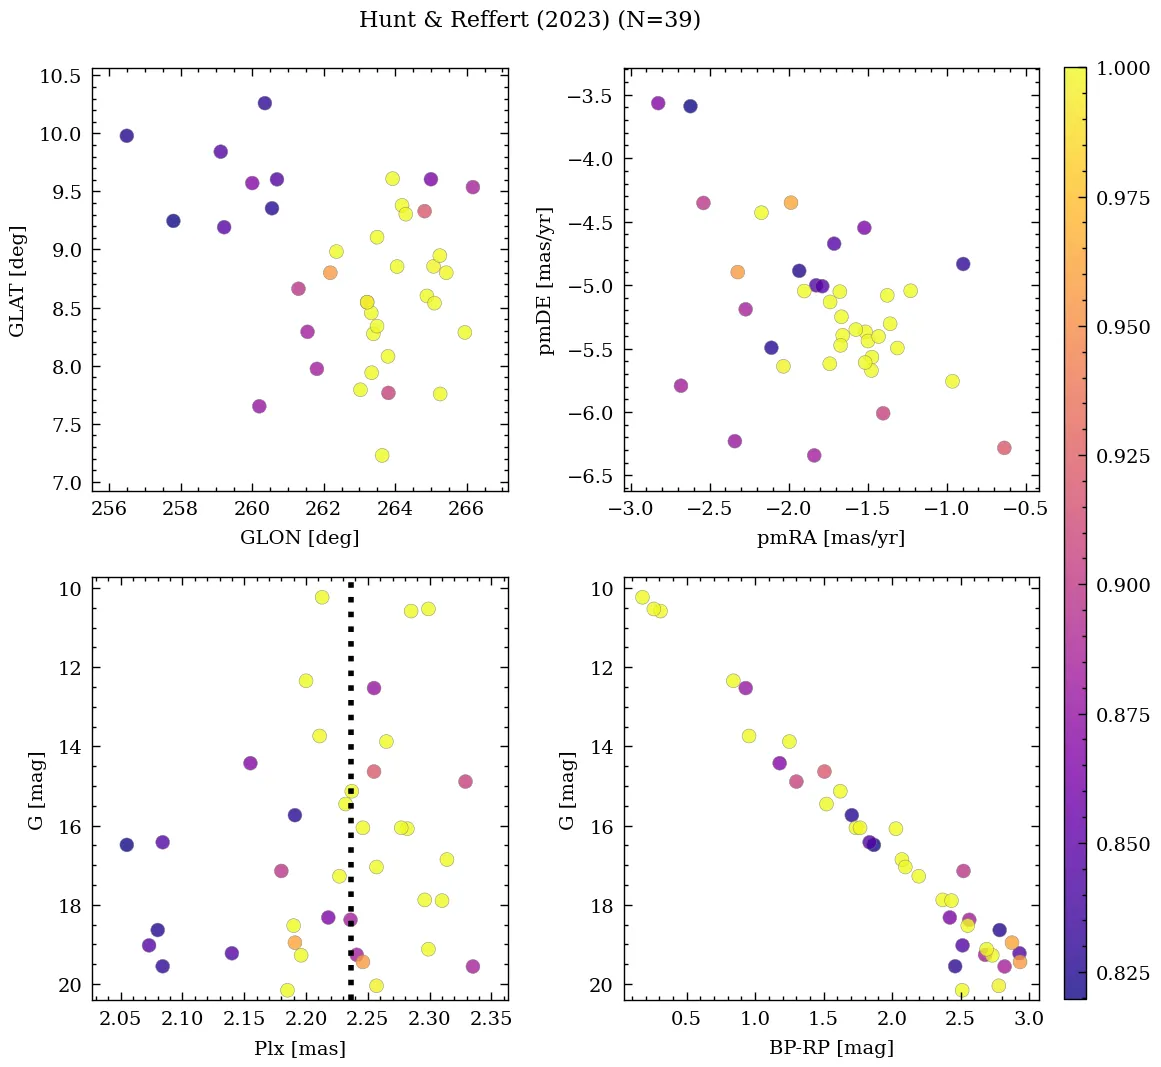 Hunt & Reffert (2023) (N=39)
10.5
10.0
9.5
9.0
8.5
8.0
7.5
7.0
GLAT [deg]
256 258 260 262 264 266
GLON [deg]
−3.5
−4.0
−4.5
−5.0
−5.5
−6.0
−6.5
pmDE [mas/yr]
−3.0 −2.5 −2.0 −1.5 −1.0 −0.5
pmRA [mas/yr]
10
12
14
16
18
20
G [mag]
2.05 2.10 2.15 2.20 2.25 2.30 2.35
Plx [mas]
10
12
14
16
18
20
G [mag]
0.5 1.0 1.5 2.0 2.5 3.0
BP-RP [mag]
1.000
0.975
0.950
0.925
0.900
0.875
0.850
0.825